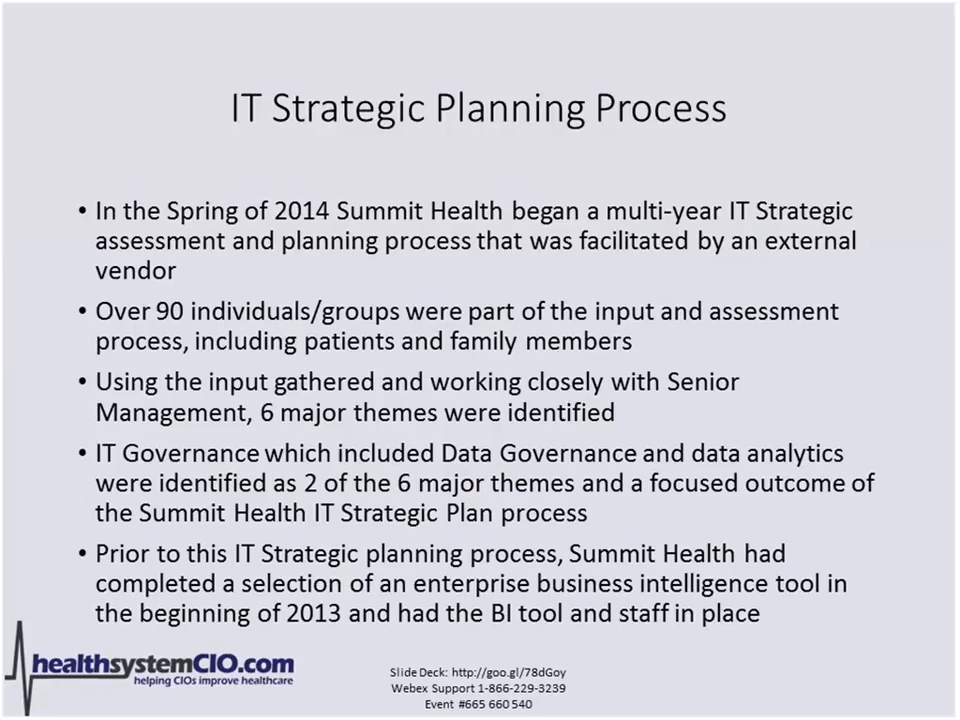 IT Strategic Planning Process
• In the Spring of 2014 Summit Health began a multi-year IT Strategic
assessment and planning process that was facilitated by an external
vendor
• Over 90 individuals/groups were part of the input and assessment
process, including patients and family members
• Using the input gathered and working closely with Senior
Management, 6 major themes were identified
• IT Governance which included Data Governance and data analytics
were identified as 2 of the 6 major themes and a focused outcome of
the Summit Health IT Strategic Plan process
• Prior to this IT Strategic planning process, Summit Health had
completed a selection of an enterprise business intelligence tool in
the beginning of 2013 and had the BI tool and staff in place
healthsystemCIO.com
helping CIOs improve healthcare
Slide Deck: http://goo.gl/78dGoy
Webex Support 1-866-229-3239
Event #665 660 540